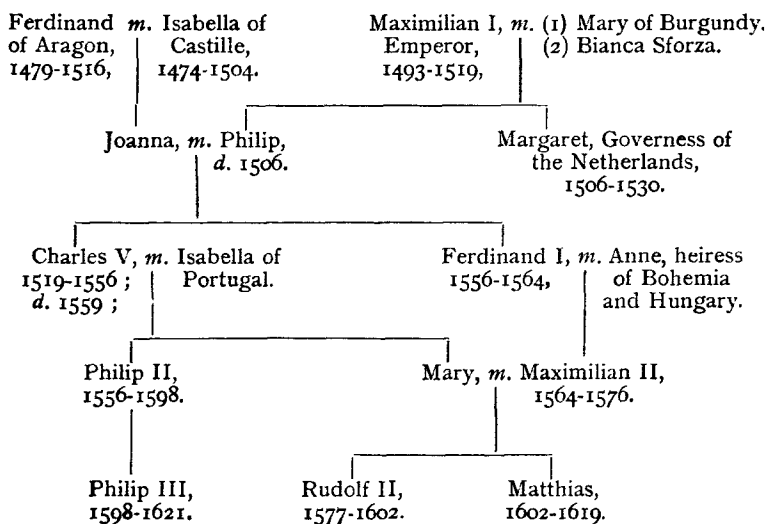 Ferdinand m. Isabella of
of Aragon, Castille,
1479-1516, 1474-1504.
Maximilian I, m. (1) Mary of Burgundy.
Emperor, (2) Bianca Sforza.
1493-1519,
Joanna, m. Philip,
d. 1506.
Margaret, Governess of
the Netherlands,
1506-1530.
Charles V, m. Isabella of
1519-1556 ; Portugal.
d. 1559 ;
Ferdinand I, m. Anne, heiress
1556-1564, of Bohemia
and Hungary.
Philip II,
1556-1598.
Mary, m. Maximilian II,
1564-1576.
Philip III,
1598-1621.
Rudolf II,
1577-1602.
Matthias,
1602-1619.